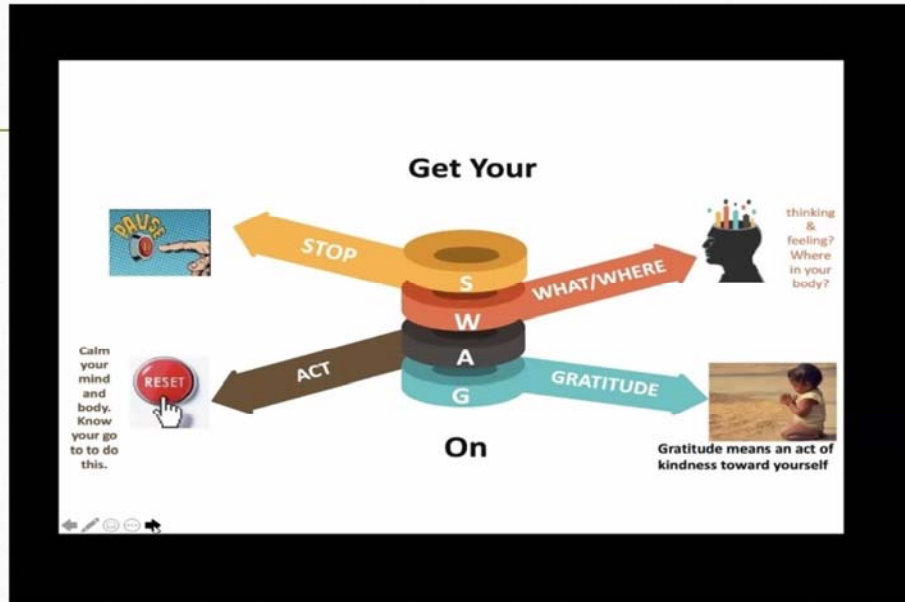 Get Your
PAUSE
STOP
S
WHAT/WHERE
thinking
&
feeling?
Where
in your
body?
W
Calm
your
mind
and
body.
Know
your go
to to do
this.
RESET
ACT
A
GRATITUDE
G
On
Gratitude means an act of
kindness toward yourself